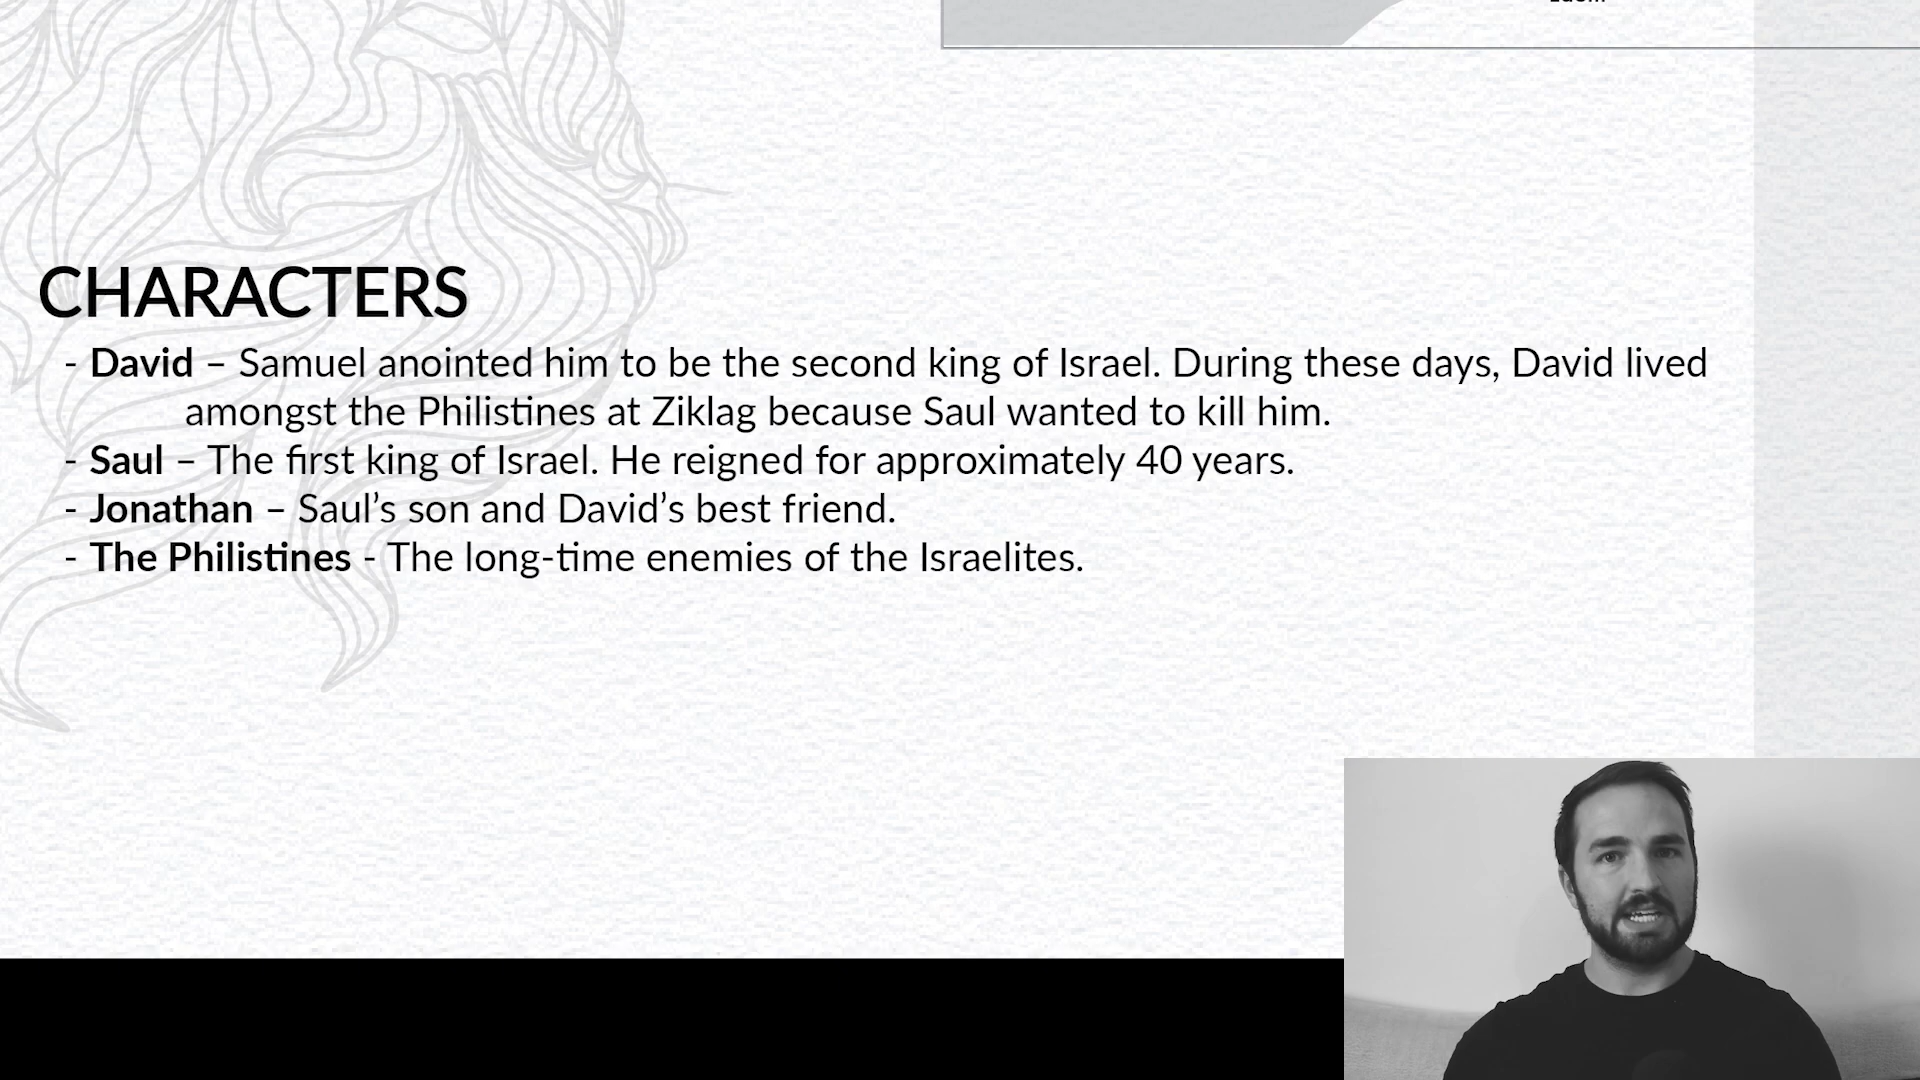 CHARACTERS
- David – Samuel anointed him to be the second king of Israel. During these days, David lived
amongst the Philistines at Ziklag because Saul wanted to kill him.
- Saul – The first king of Israel. He reigned for approximately 40 years.
- Jonathan – Saul’s son and David’s best friend.
- The Philistines - The long-time enemies of the Israelites.